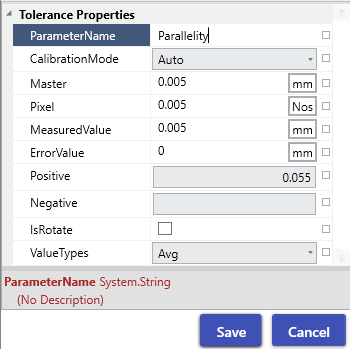 Tolerance Properties
ParameterName Parallelity
CalibrationMode Auto
Master 0.005 mm
Pixel 0.005 Nos
MeasuredValue 0.005 mm
ErrorValue 0 mm
Positive 0.055
Negative
IsRotate
ValueTypes Avg
ParameterName System.String
(No Description)
Save Cancel